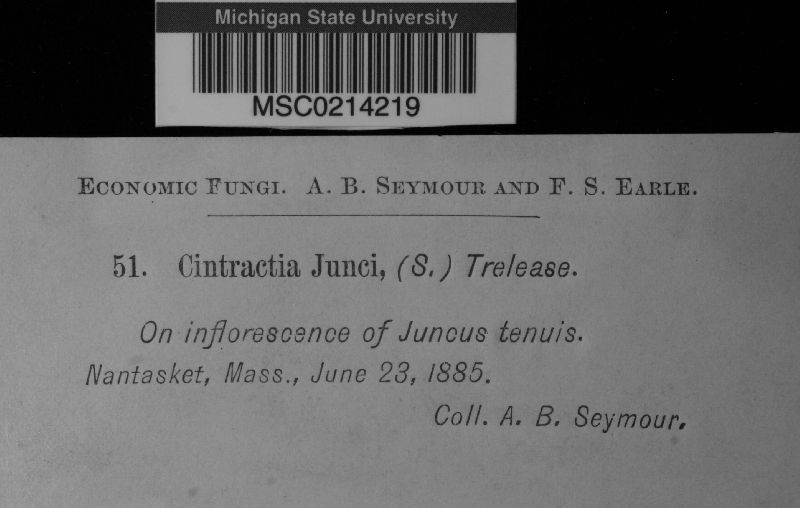 Michigan State University
MSC0214219
Economic Fungi. A. B. Seymour and F. S. Earle.
51. Cintractia Junci, (S.) Trelease.
On inflorescence of Juncus tenuis.
Nantasket, Mass., June 23, 1885.
Coll. A. B. Seymour.